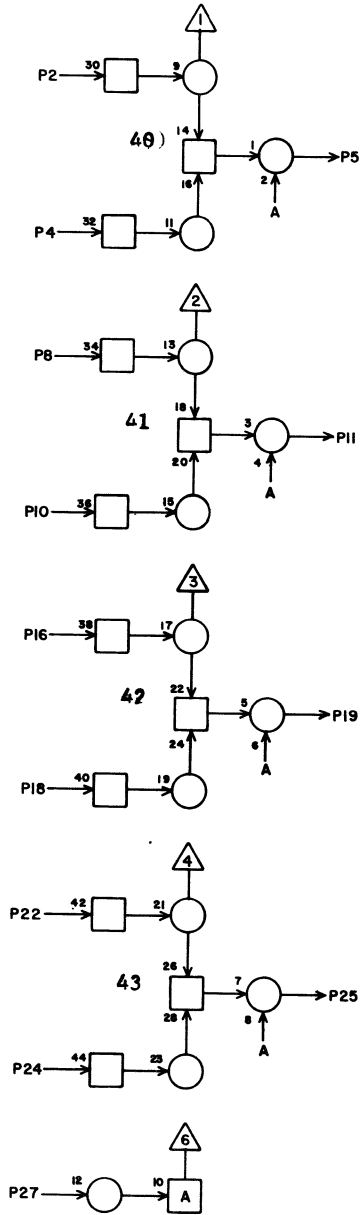 1
P2 30 9
40) 14 1 P5
16 2
A
P4 32 11
2
P8 34 13
41 18 3 P11
20 4
A
P10 36 15
3
P16 38 17
42 22 5 P19
24 6
A
P18 40 19
4
P22 42 21
43 26 7 P25
28 8
A
P24 44 23
6
P27 12 10 A